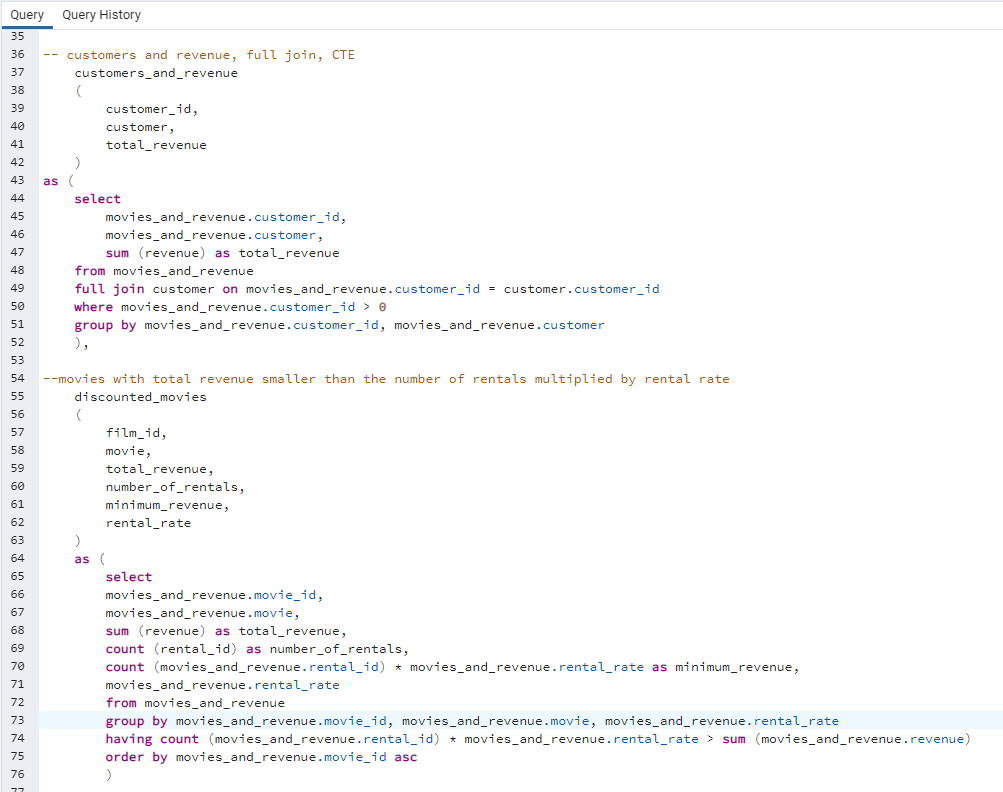 Query Query History
35
36 -- customers and revenue, full join, CTE
37 customers_and_revenue
38 (
39 customer_id,
40 customer,
41 total_revenue
42 )
43 as (
44 select
45 movies_and_revenue.customer_id,
46 movies_and_revenue.customer,
47 sum (revenue) as total_revenue
48 from movies_and_revenue
49 full join customer on movies_and_revenue.customer_id = customer.customer_id
50 where movies_and_revenue.customer_id > 0
51 group by movies_and_revenue.customer_id, movies_and_revenue.customer
52 ),
53
54 --movies with total revenue smaller than the number of rentals multiplied by rental rate
55 discounted_movies
56 (
57 film_id,
58 movie,
59 total_revenue,
60 number_of_rentals,
61 minimum_revenue,
62 rental_rate
63 )
64 as (
65 select
66 movies_and_revenue.movie_id,
67 movies_and_revenue.movie,
68 sum (revenue) as total_revenue,
69 count (rental_id) as number_of_rentals,
70 count (movies_and_revenue.rental_id) * movies_and_revenue.rental_rate as minimum_revenue,
71 movies_and_revenue.rental_rate
72 from movies_and_revenue
73 group by movies_and_revenue.movie_id, movies_and_revenue.movie, movies_and_revenue.rental_rate
74 having count (movies_and_revenue.rental_id) * movies_and_revenue.rental_rate > sum (movies_and_revenue.revenue)
75 order by movies_and_revenue.movie_id asc
76 )
77